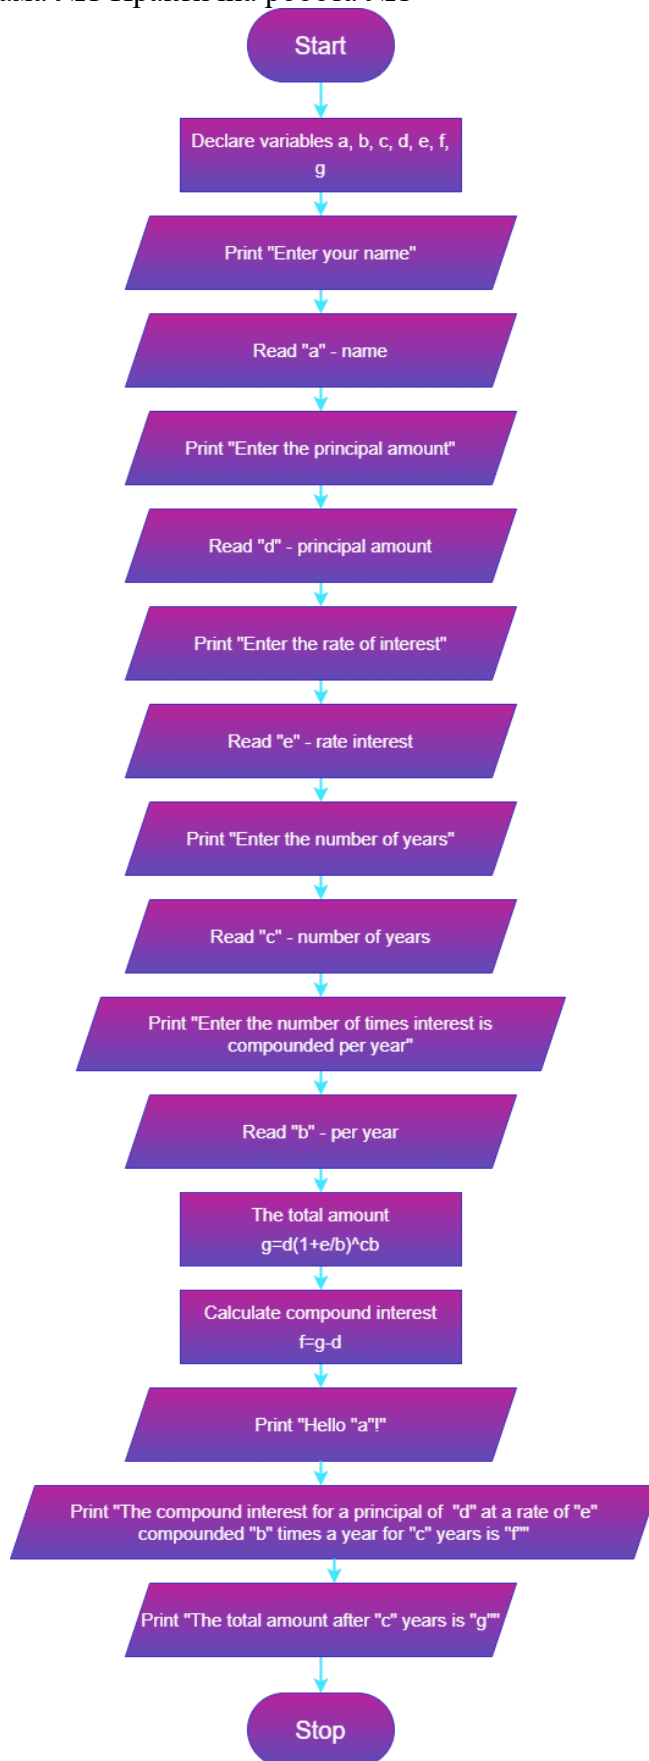 Start
Declare variables a, b, c, d, e, f,
g
Print "Enter your name"
Read "a" - name
Print "Enter the principal amount"
Read "d" - principal amount
Print "Enter the rate of interest"
Read "e" - rate interest
Print "Enter the number of years"
Read "c" - number of years
Print "Enter the number of times interest is
compounded per year"
Read "b" - per year
The total amount
g=d(1+e/b)^cb
Calculate compound interest
f=g-d
Print "Hello "a"!"
Print "The compound interest for a principal of "d" at a rate of "e"
compounded "b" times a year for "c" years is "f""
Print "The total amount after "c" years is "g""
Stop